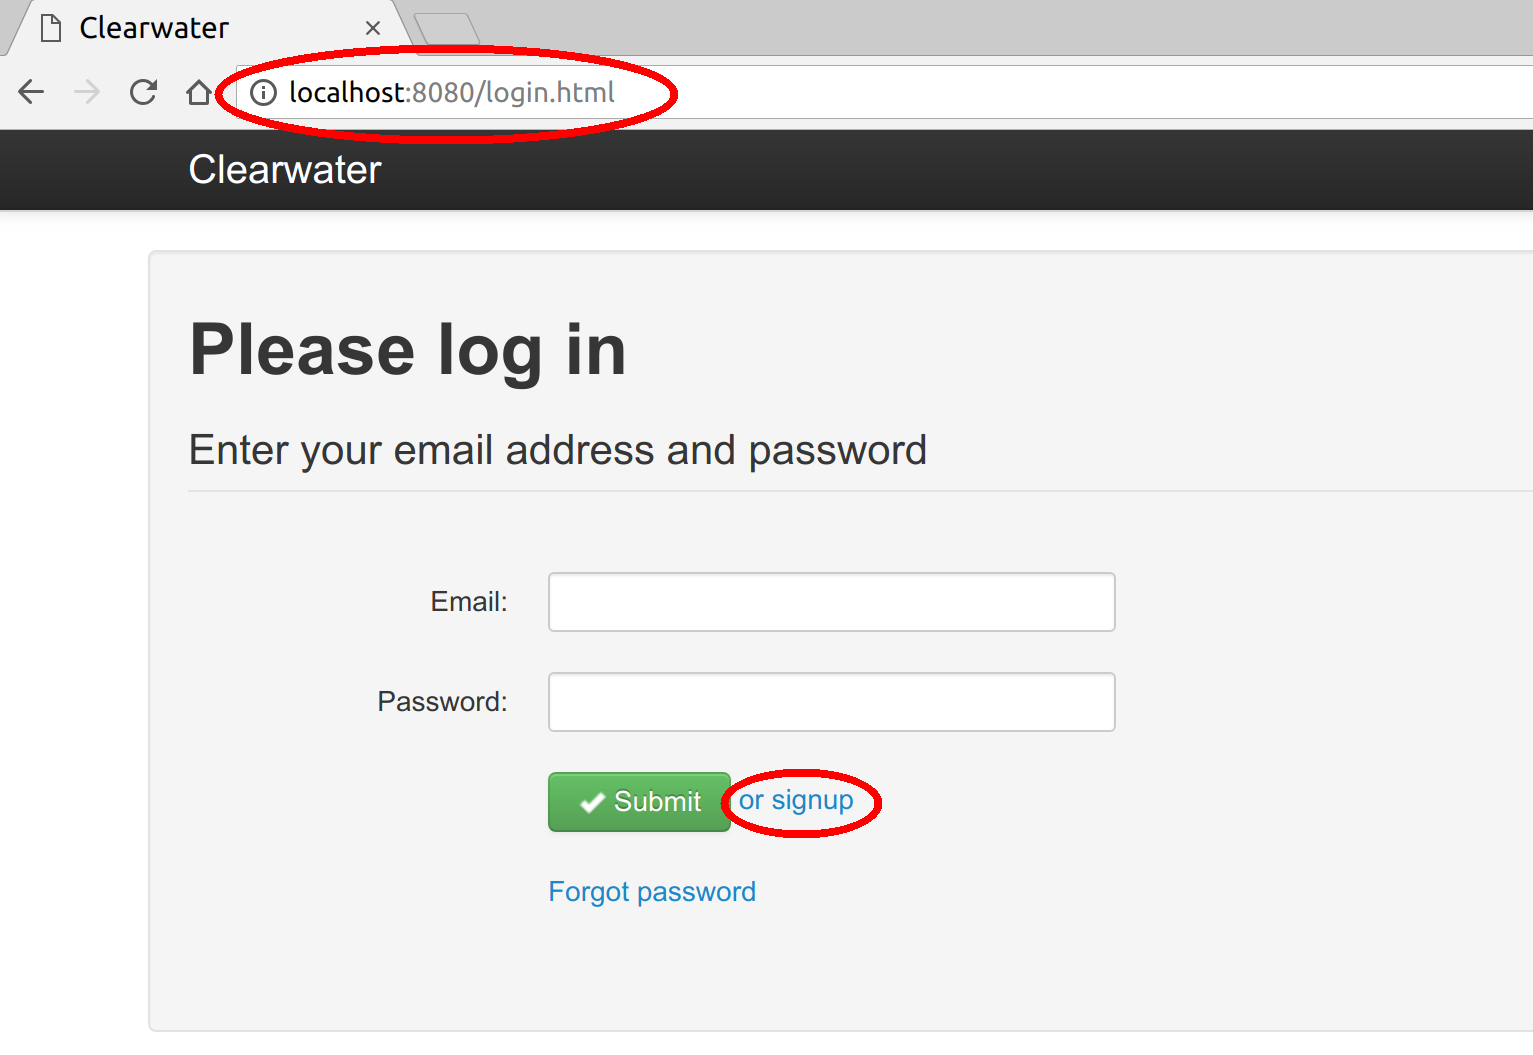 Clearwater
localhost:8080/login.html
Clearwater
Please log in
Enter your email address and password
Email:
Password:
Submit or signup
Forgot password